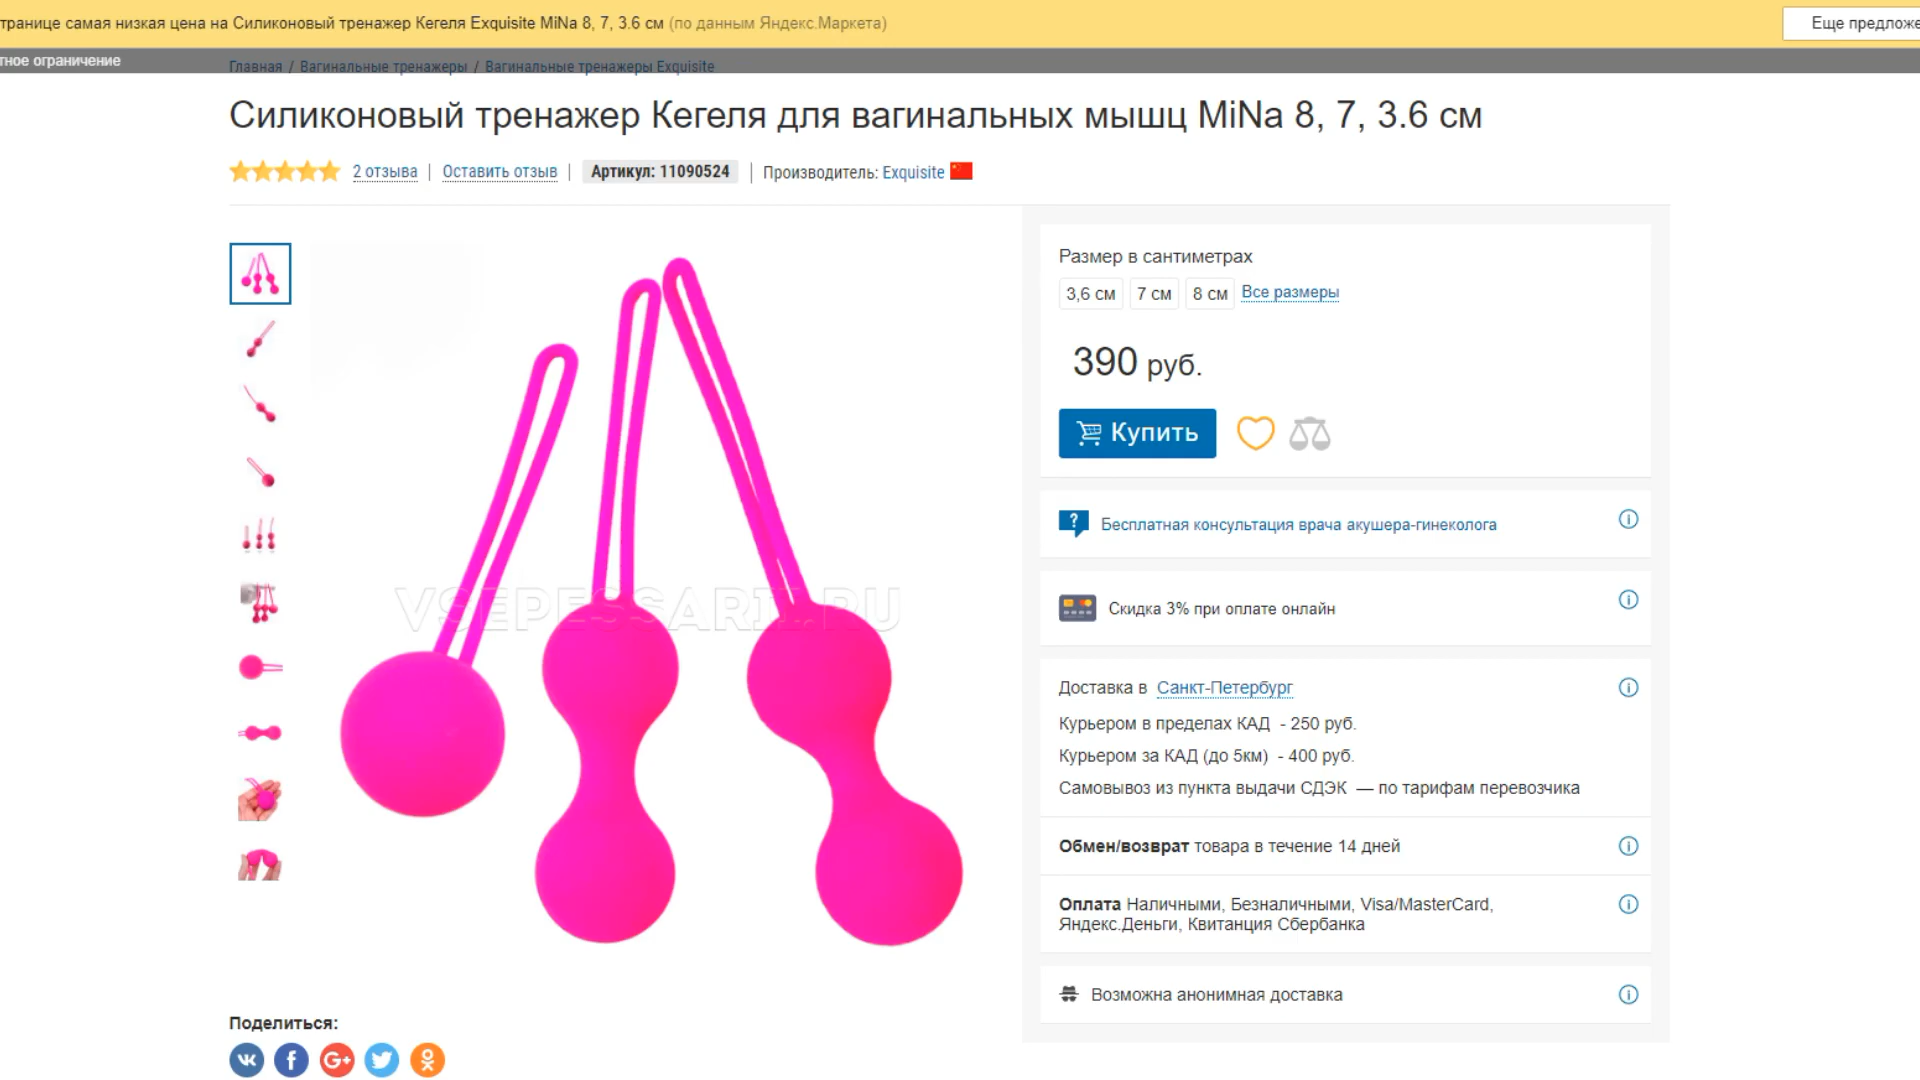 транице самая низкая цена на Силиконовый тренажер Кегеля Exquisite MiNa 8, 7, 3.6 см (по данным Яндекс.Маркета)
Еще предложе
тное ограничение
Главная / Вагинальные тренажеры / Вагинальные тренажеры Exquisite
Силиконовый тренажер Кегеля для вагинальных мышц MiNa 8, 7, 3.6 см
2 отзыва | Оставить отзыв | Артикул: 11090524 | Производитель: Exquisite
Размер в сантиметрах
3,6 см 7 см 8 см Все размеры
390 руб.
Купить
Бесплатная консультация врача акушера-гинеколога
VSEPESSARII.RU
Скидка 3% при оплате онлайн
Доставка в Санкт-Петербург
Курьером в пределах КАД - 250 руб.
Курьером за КАД (до 5км) - 400 руб.
Самовывоз из пункта выдачи СДЭК — по тарифам перевозчика
Обмен/возврат товара в течение 14 дней
Оплата Наличными, Безналичными, Visa/MasterCard,
Яндекс.Деньги, Квитанция Сбербанка
Возможна анонимная доставка
Поделиться: